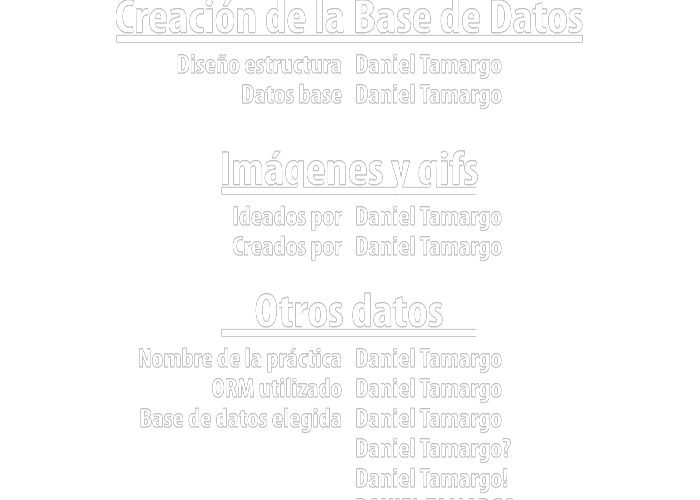 Creación de la Base de Datos
Diseño estructura Daniel Tamargo
Datos base Daniel Tamargo
Imágenes y gifs
Ideados por Daniel Tamargo
Creados por Daniel Tamargo
Otros datos
Nombre de la práctica Daniel Tamargo
ORM utilizado Daniel Tamargo
Base de datos elegida Daniel Tamargo
Daniel Tamargo?
Daniel Tamargo!